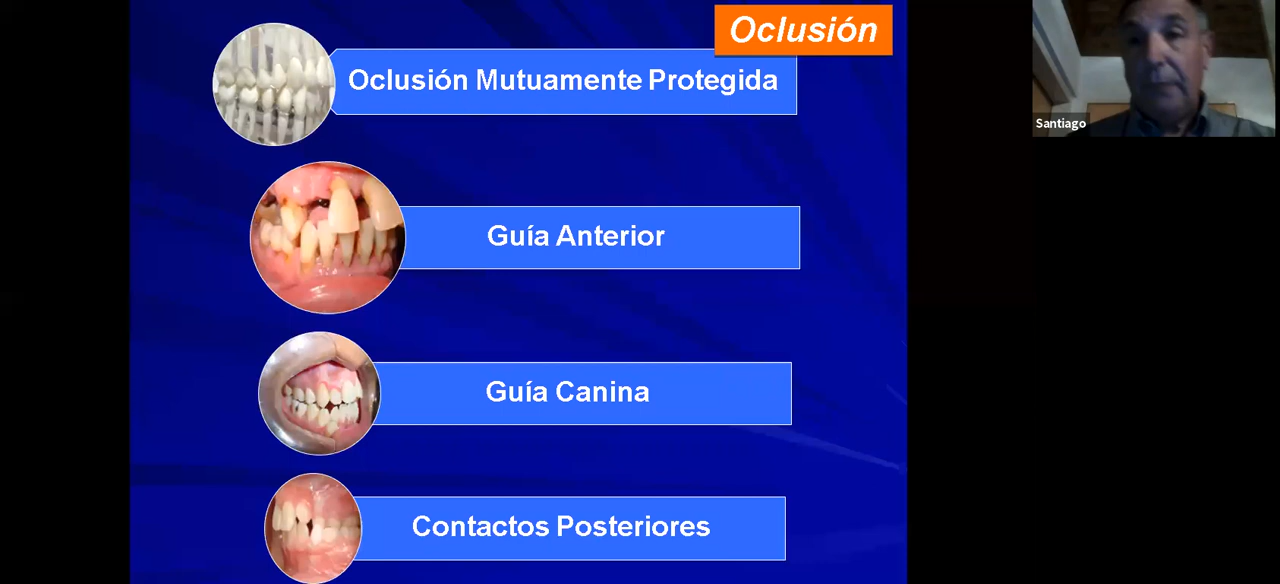 Oclusión
Oclusión Mutuamente Protegida
Santiago
Guía Anterior
Guía Canina
Contactos Posteriores